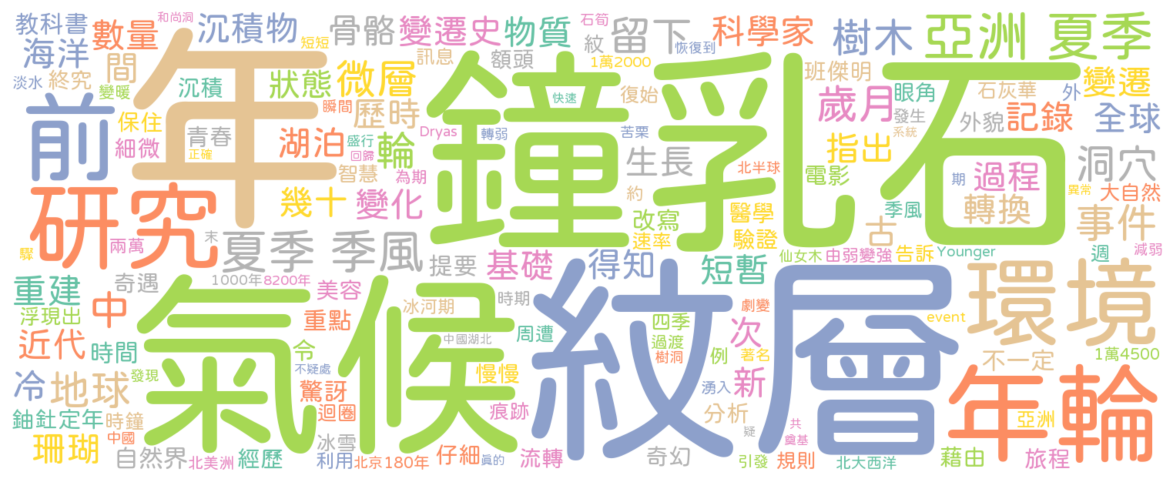 教科書
沉積物
和尚洞
骨骼
變遷史
物質
石筍
留下
科學家
樹木
亞洲 夏季
海洋
數量
短短
訊息
紋
額頭
恢復到
1萬2000
淡水
終究
間
年
沉積
狀態
微層
鐘乳石
班傑明
石灰華
外
變遷
變暖
瞬間
快速
復始
歲月
眼角
發生
前
保住
青春
歷時
盛行
Dryas
轉弱
苦栗
外貌
記錄
全球
細微
正確
湖泊
回歸
輪
指出
系統
研究
智慧
為期
生長
北半球
電影
期
過程
洞穴
大自然
幾十
變化
約
改寫
醫學
古
季風
轉換
異常
驟
兩萬
末
夏季 季風
提要
速率
驗證
仙女木
由弱變強
告訴
Younger
事件
週
減弱
奇遇
1000年
8200年
美容
基礎
得知
短暫
重建
中
氣候
冰河期
時期
紋層
環境
浮現出
重點
周遭
劇變
event
近代
時間
中國湖北
四季
次
過渡
令
例
著名
不一定
1萬4500
冷
地球
發現
不疑處
驚訝
慢慢
樹洞
新
年輪
鈾釷定年
時鐘
迴圈
痕跡
湧入
分析
共
亞洲
珊瑚
中國
冰雪
疑
奠基
自然界
北美洲
經歷
利用
北京
180年
仔細
真的
流轉
奇幻
引發
規則
北大西洋
藉由
旅程